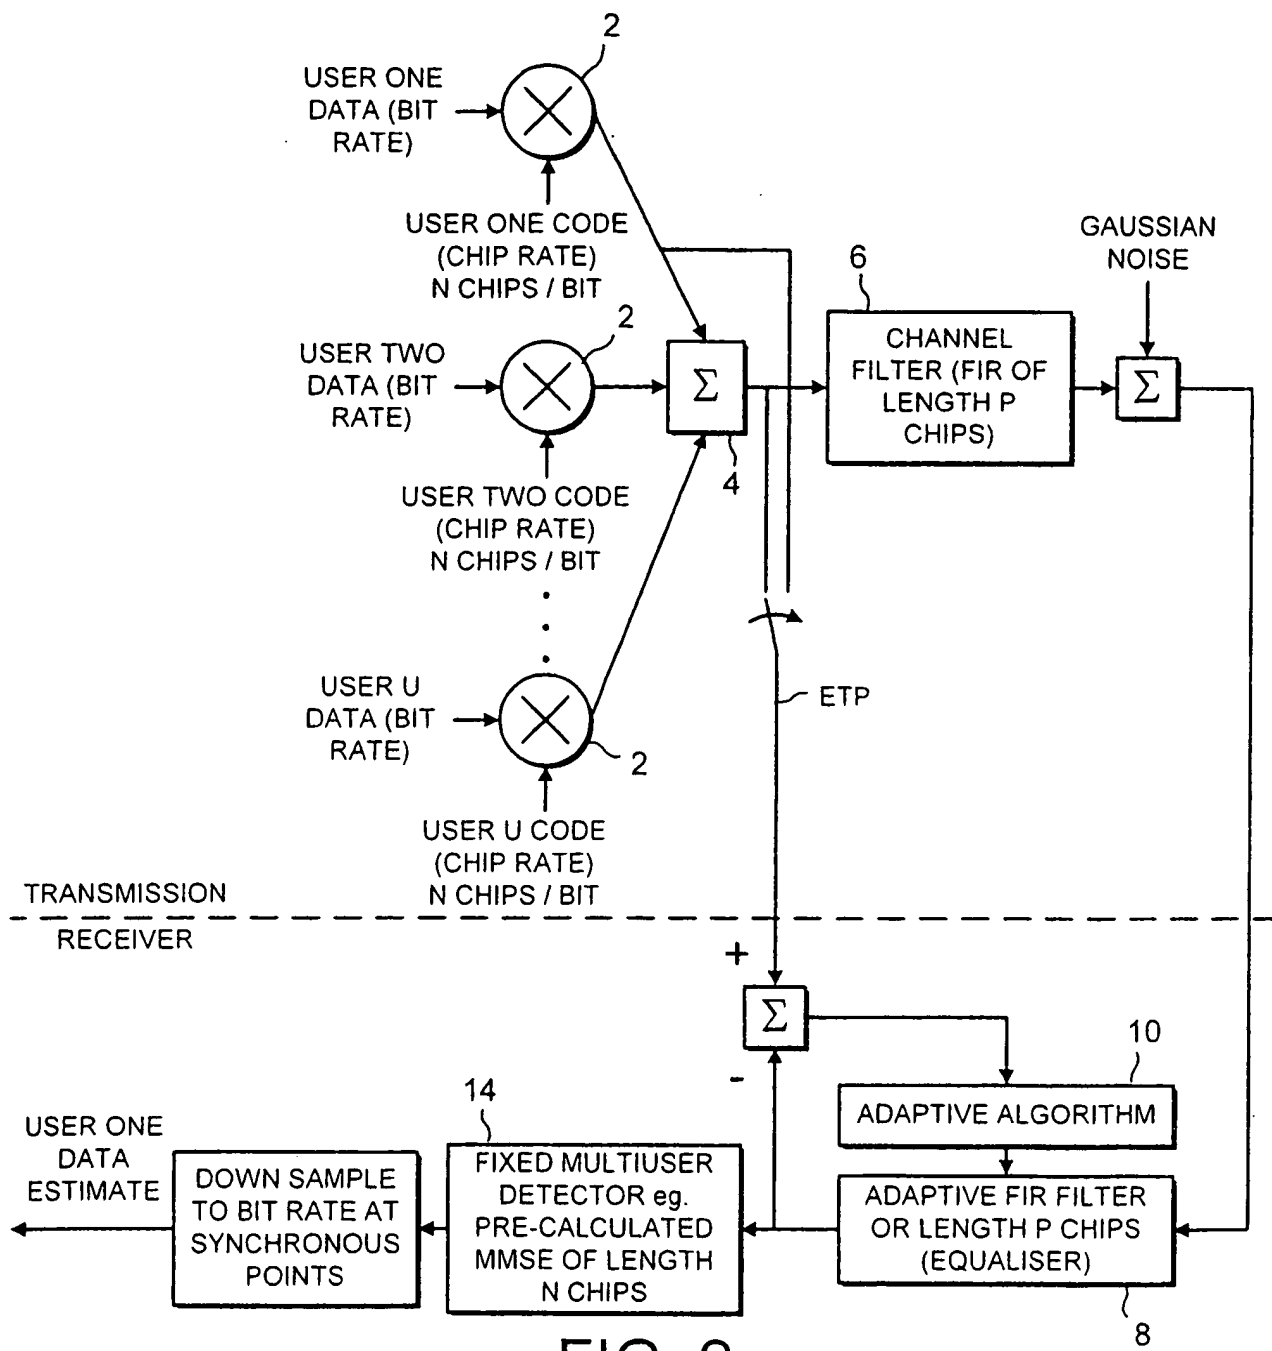 2
USER ONE
DATA (BIT
RATE)
USER ONE CODE
(CHIP RATE)
N CHIPS / BIT
GAUSSIAN
NOISE
6
2
USER TWO
DATA (BIT
RATE)
Σ
4
CHANNEL
FILTER (FIR OF
LENGTH P
CHIPS)
Σ
USER TWO CODE
(CHIP RATE)
N CHIPS / BIT
USER U
DATA (BIT
RATE)
2
ETP
USER U CODE
(CHIP RATE)
N CHIPS / BIT
TRANSMISSION
RECEIVER
+
Σ
-
10
ADAPTIVE ALGORITHM
14
USER ONE
DATA
ESTIMATE
DOWN SAMPLE
TO BIT RATE AT
SYNCHRONOUS
POINTS
FIXED MULTIUSER
DETECTOR eg.
PRE-CALCULATED
MMSE OF LENGTH
N CHIPS
ADAPTIVE FIR FILTER
OR LENGTH P CHIPS
(EQUALISER)
8